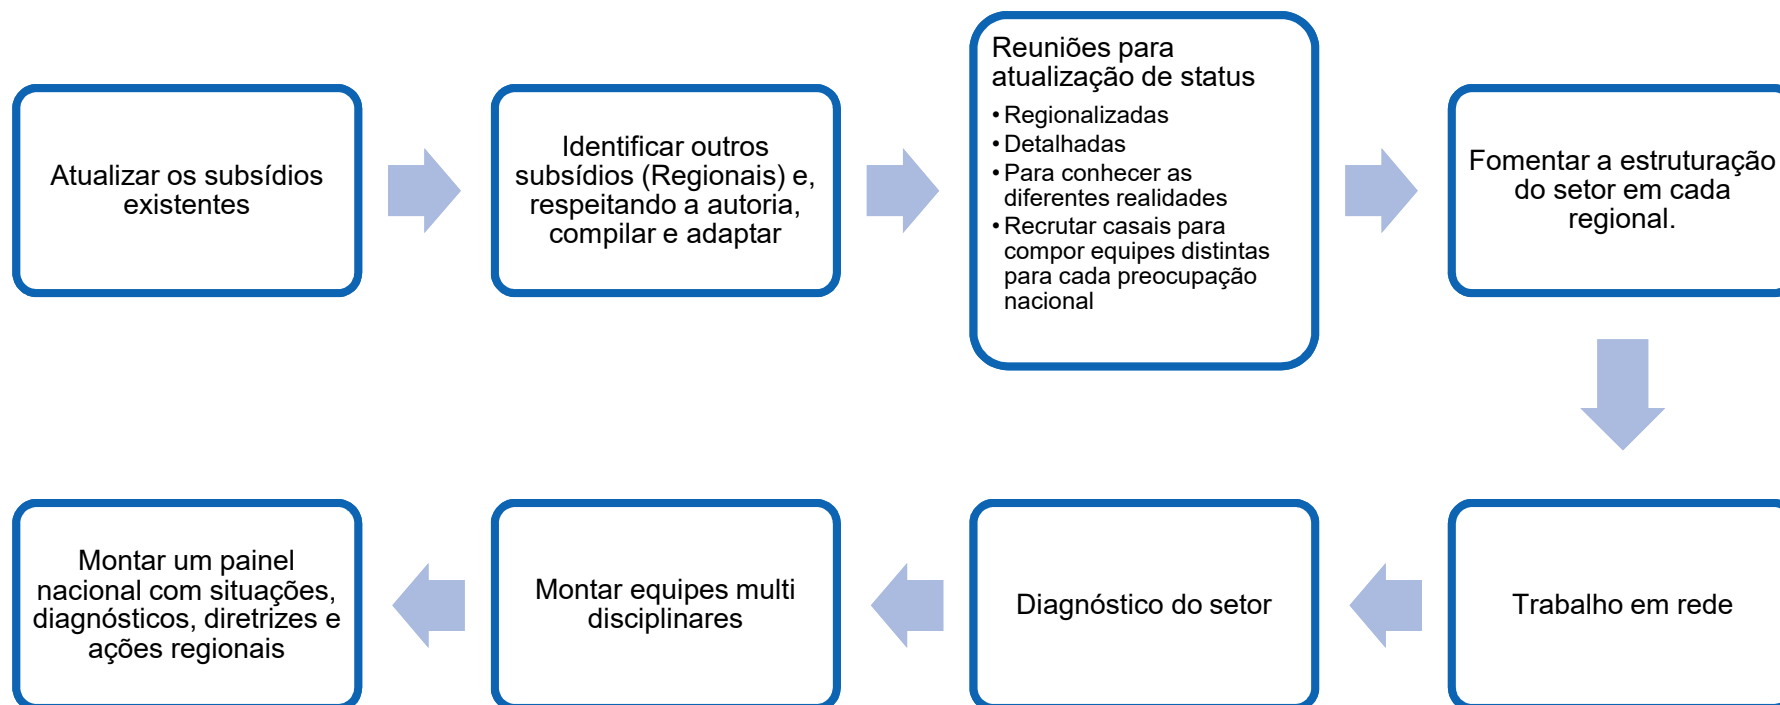 Atualizar os subsídios
existentes
Identificar outros
subsídios (Regionais) e,
respeitando a autoria,
compilar e adaptar
Reuniões para
atualização de status
• Regionalizadas
• Detalhadas
• Para conhecer as
diferentes realidades
• Recrutar casais para
compor equipes distintas
para cada preocupação
nacional
Fomentar a estruturação
do setor em cada
regional.
Trabalho em rede
Diagnóstico do setor
Montar equipes multi
disciplinares
Montar um painel
nacional com situações,
diagnósticos, diretrizes e
ações regionais